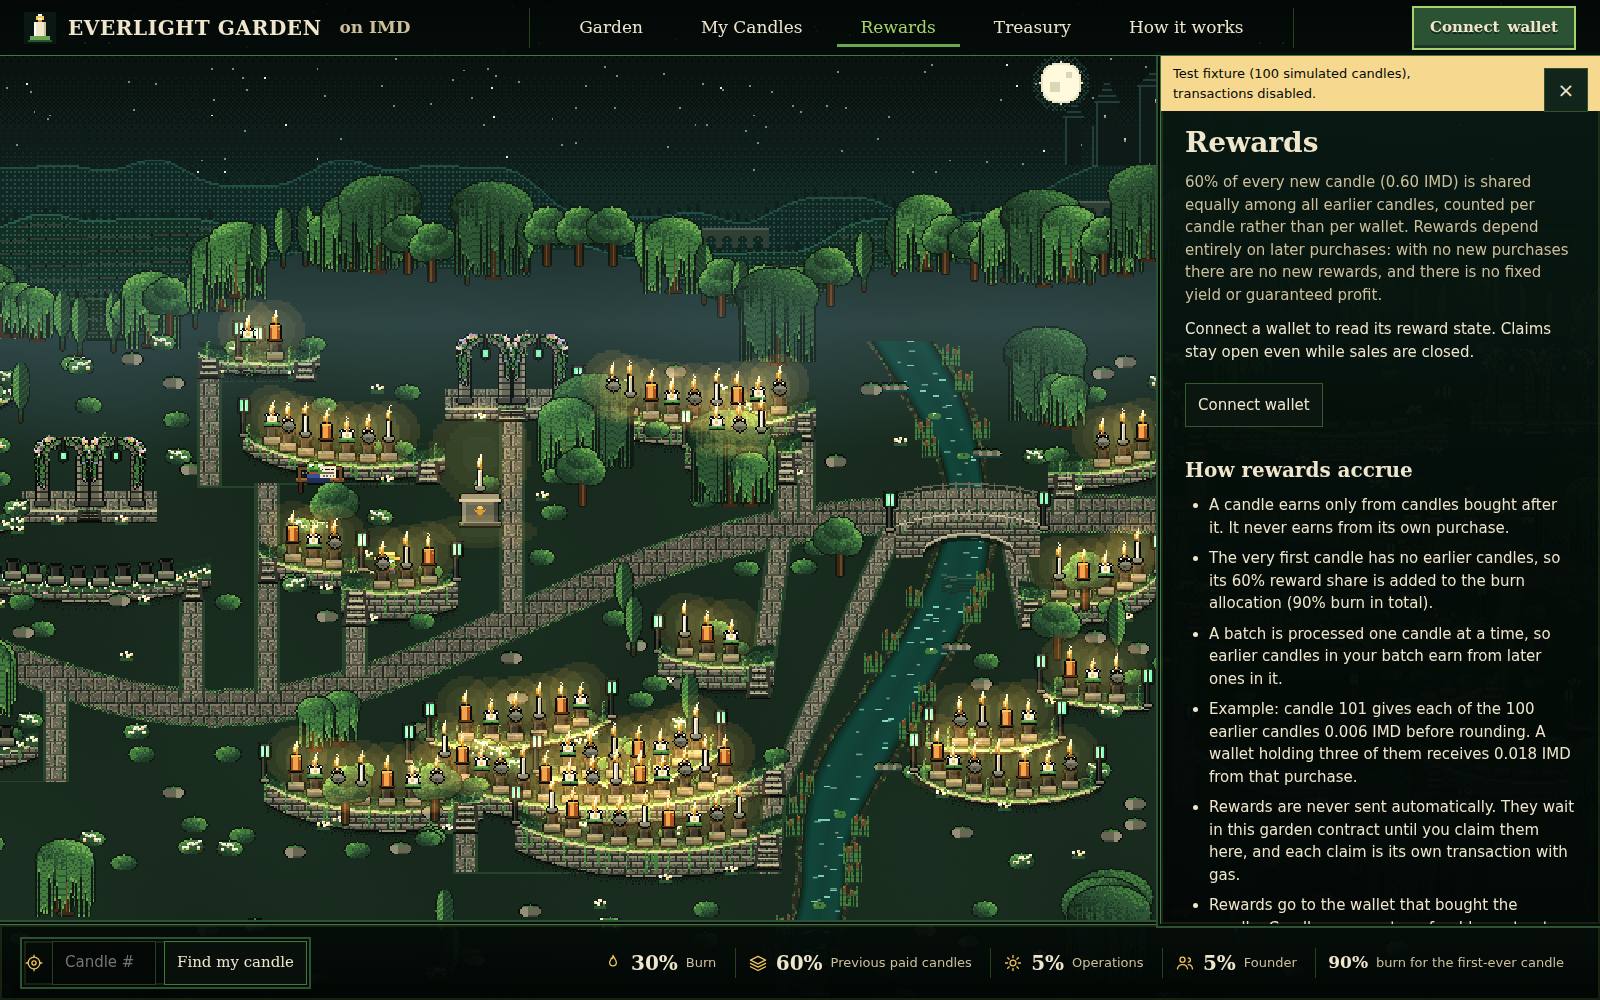 EVERLIGHT GARDEN on IMD
Garden
My Candles
Rewards
Treasury
How it works
Connect wallet
Test fixture (100 simulated candles),
transactions disabled.
Rewards
60% of every new candle (0.60 IMD) is shared
equally among all earlier candles, counted per
candle rather than per wallet. Rewards depend
entirely on later purchases: with no new purchases
there are no new rewards, and there is no fixed
yield or guaranteed profit.
Connect a wallet to read its reward state. Claims
stay open even while sales are closed.
Connect wallet
How rewards accrue
• A candle earns only from candles bought after
it. It never earns from its own purchase.
• The very first candle has no earlier candles, so
its 60% reward share is added to the burn
allocation (90% burn in total).
• A batch is processed one candle at a time, so
earlier candles in your batch earn from later
ones in it.
• Example: candle 101 gives each of the 100
earlier candles 0.006 IMD before rounding. A
wallet holding three of them receives 0.018 IMD
from that purchase.
• Rewards are never sent automatically. They wait
in this garden contract until you claim them
here, and each claim is its own transaction with
gas.
• Rewards go to the wallet that bought the
Candle #
Find my candle
30% Burn
60% Previous paid candles
5% Operations
5% Founder
90% burn for the first-ever candle